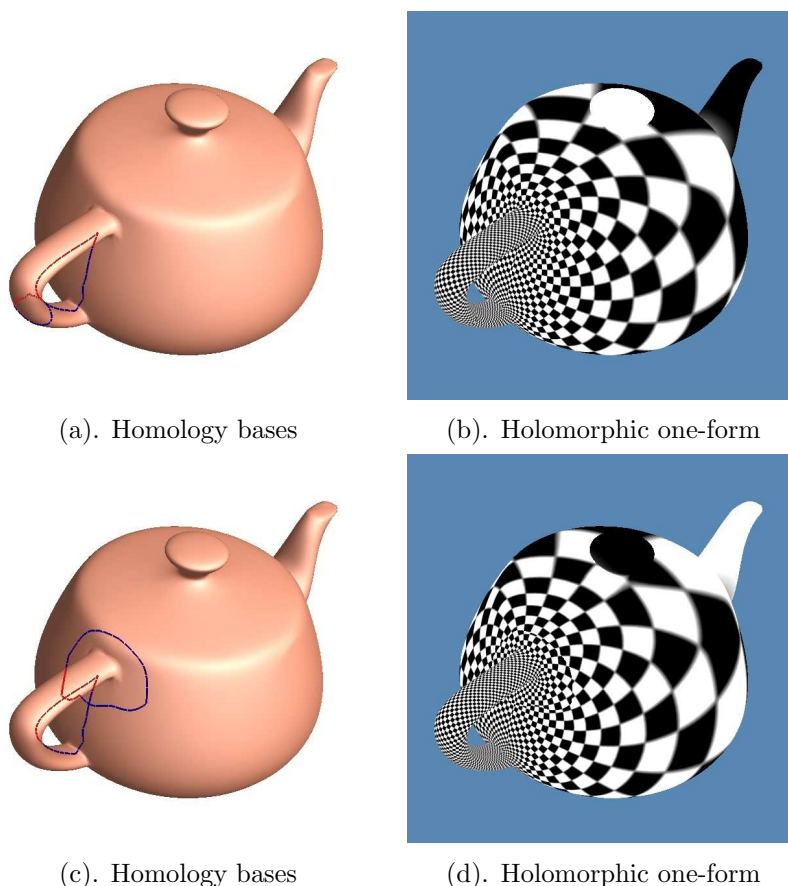 (a). Homology bases
(b). Holomorphic one-form
(c). Homology bases
(d). Holomorphic one-form